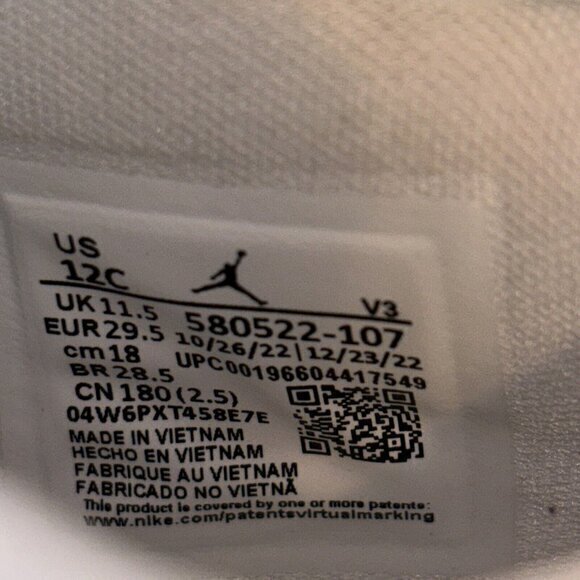 US
12C
V3
UK 11.5 580522-107
EUR 29.5 10/26/22 | 12/23/22
cm 18 UPC001966604417549
BR 28.5
CN 180 (2.5)
04W6PXT458E7E
MADE IN VIETNAM
HECHO EN VIETNAM
FABRIQUE AU VIETNAM
FABRICADO NO VIETNÃ
This product is covered by one or more patents:
www.nike.com/patentsvirtualmarking